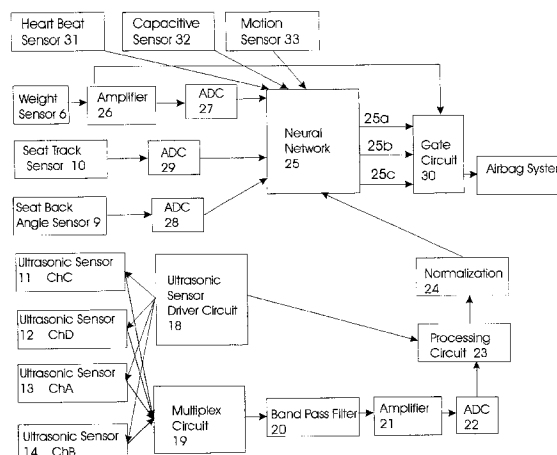 Heart Beat
Sensor 31
Capacitive
Sensor 32
Motion
Sensor 33
Weight
Sensor 6
Amplifier
26
ADC
27
Neural
Network
25
25a
25b
25c
Gate
Circuit
30
Airbag System
Seat Track
Sensor 10
ADC
29
Seat Back
Angle Sensor 9
ADC
28
Ultrasonic Sensor
11 ChC
Ultrasonic
Sensor
Driver Circuit
18
Normalization
24
Ultrasonic Sensor
12 ChD
Processing
Circuit 23
Ultrasonic Sensor
13 ChA
Multiplex
Circuit
19
Band Pass Filter
20
Amplifier
21
ADC
22
Ultrasonic Sensor
14 ChB